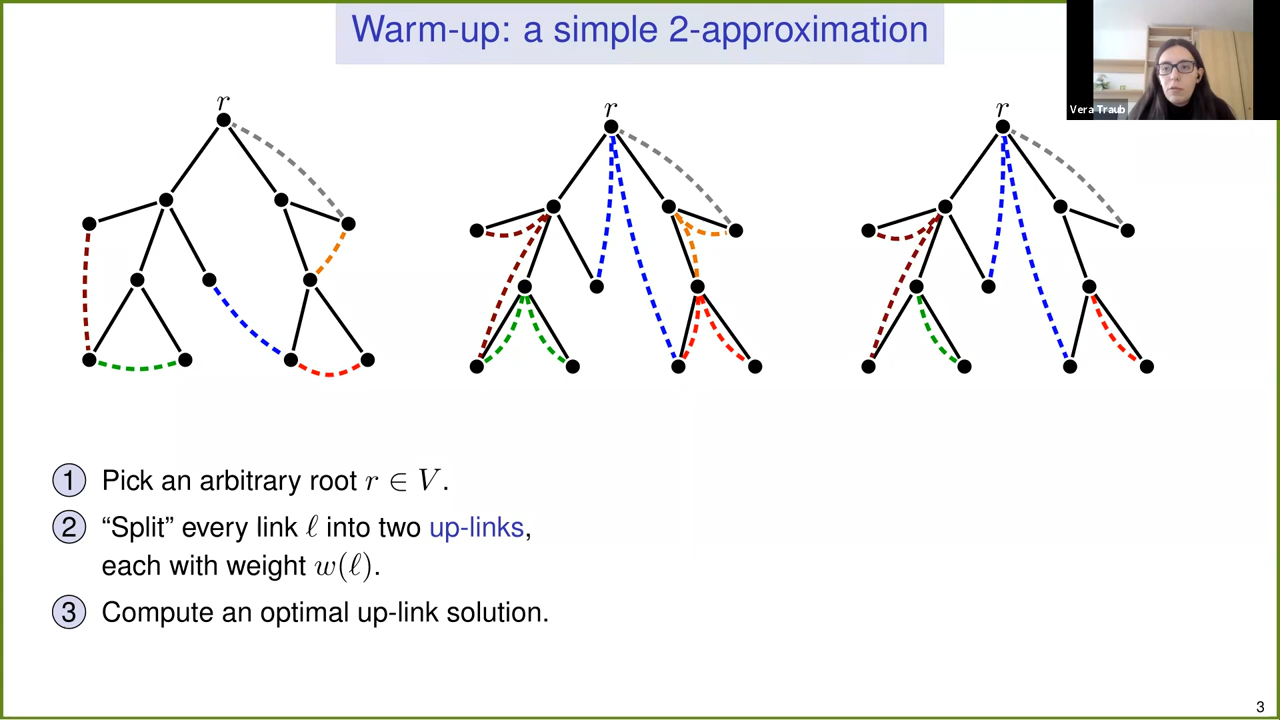 Warm-up: a simple 2-approximation
Vera Traub
r
r
r
1 Pick an arbitrary root r ∈ V.
2 “Split” every link ℓ into two up-links,
each with weight w(ℓ).
3 Compute an optimal up-link solution.
3